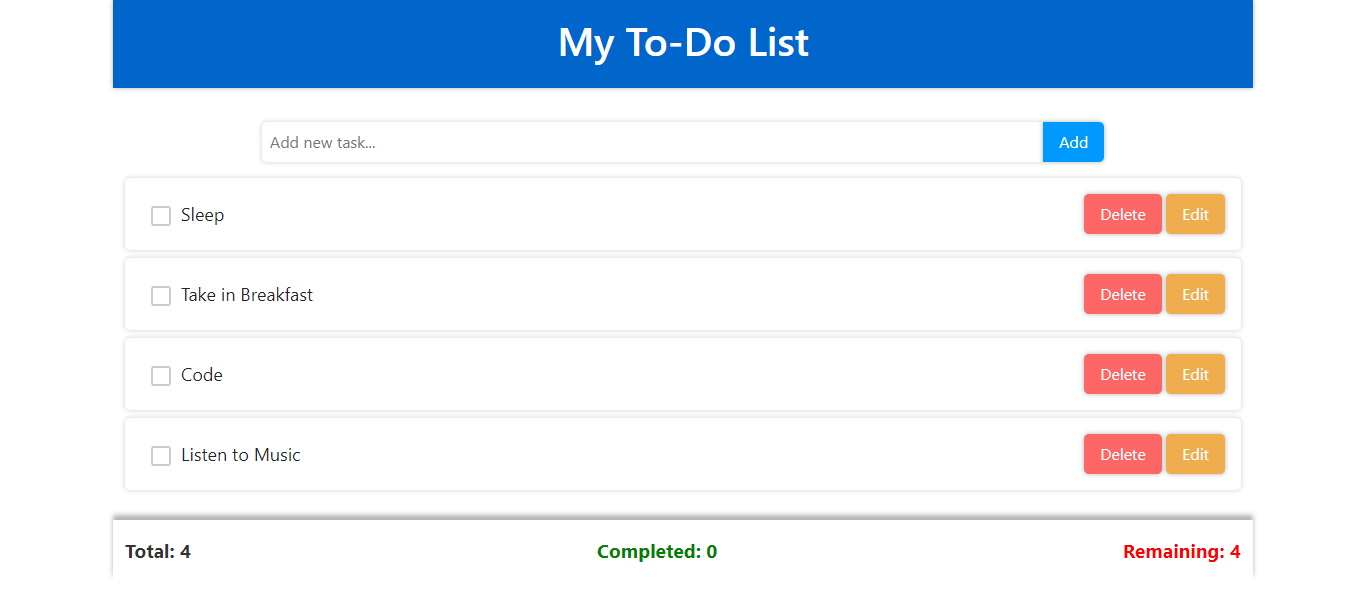 My To-Do List
Add new task... Add
Sleep Delete Edit
Take in Breakfast Delete Edit
Code Delete Edit
Listen to Music Delete Edit
Total: 4 Completed: 0 Remaining: 4